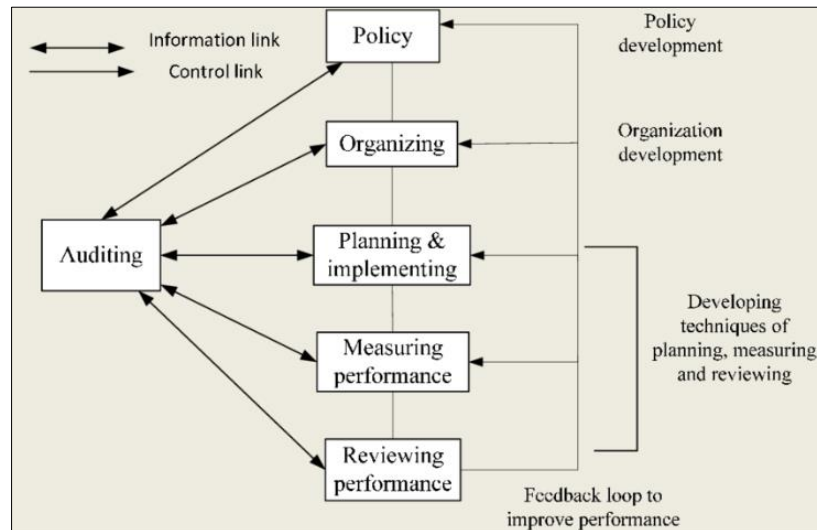 Information link
Control link
Policy
Policy
development
Organizing
Organization
development
Auditing
Planning &
implementing
Developing
techniques of
planning, measuring
and reviewing
Measuring
performance
Reviewing
performance
Feedback loop to
improve performance